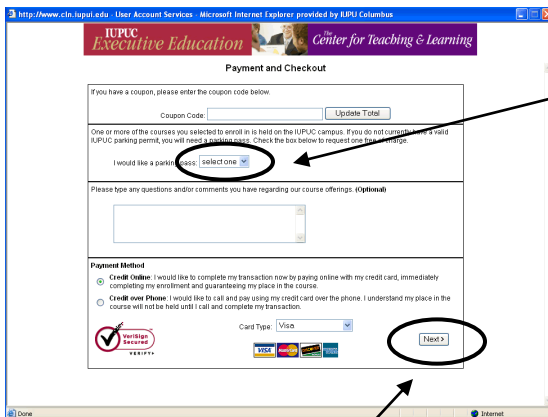 http://www.cln.iupui.edu - User Account Services - Microsoft Internet Explorer provided by IUPU Columbus
IUPUC
Executive Education
The Center for Teaching & Learning
Payment and Checkout
If you have a coupon, please enter the coupon code below.
Coupon Code:
Update Total
One or more of the courses you selected to enroll in is held on the IUPUC campus. If you do not currently have a valid
IUPUC parking permit, you will need a parking pass. Check the box below to request one free of charge.
I would like a parking pass: select one
Please type any questions and/or comments you have regarding our course offerings. (Optional)
Payment Method
Credit Online: I would like to complete my transaction now by paying online with my credit card, immediately
completing my enrollment and guaranteeing my place in the course.
Credit over Phone: I would like to call and pay using my credit card over the phone. I understand my place in the
course will not be held until I call and complete my transaction.
Card Type: Visa
Next >
VeriSign
Secured
VERIFY
VISA MasterCard
Done
Internet